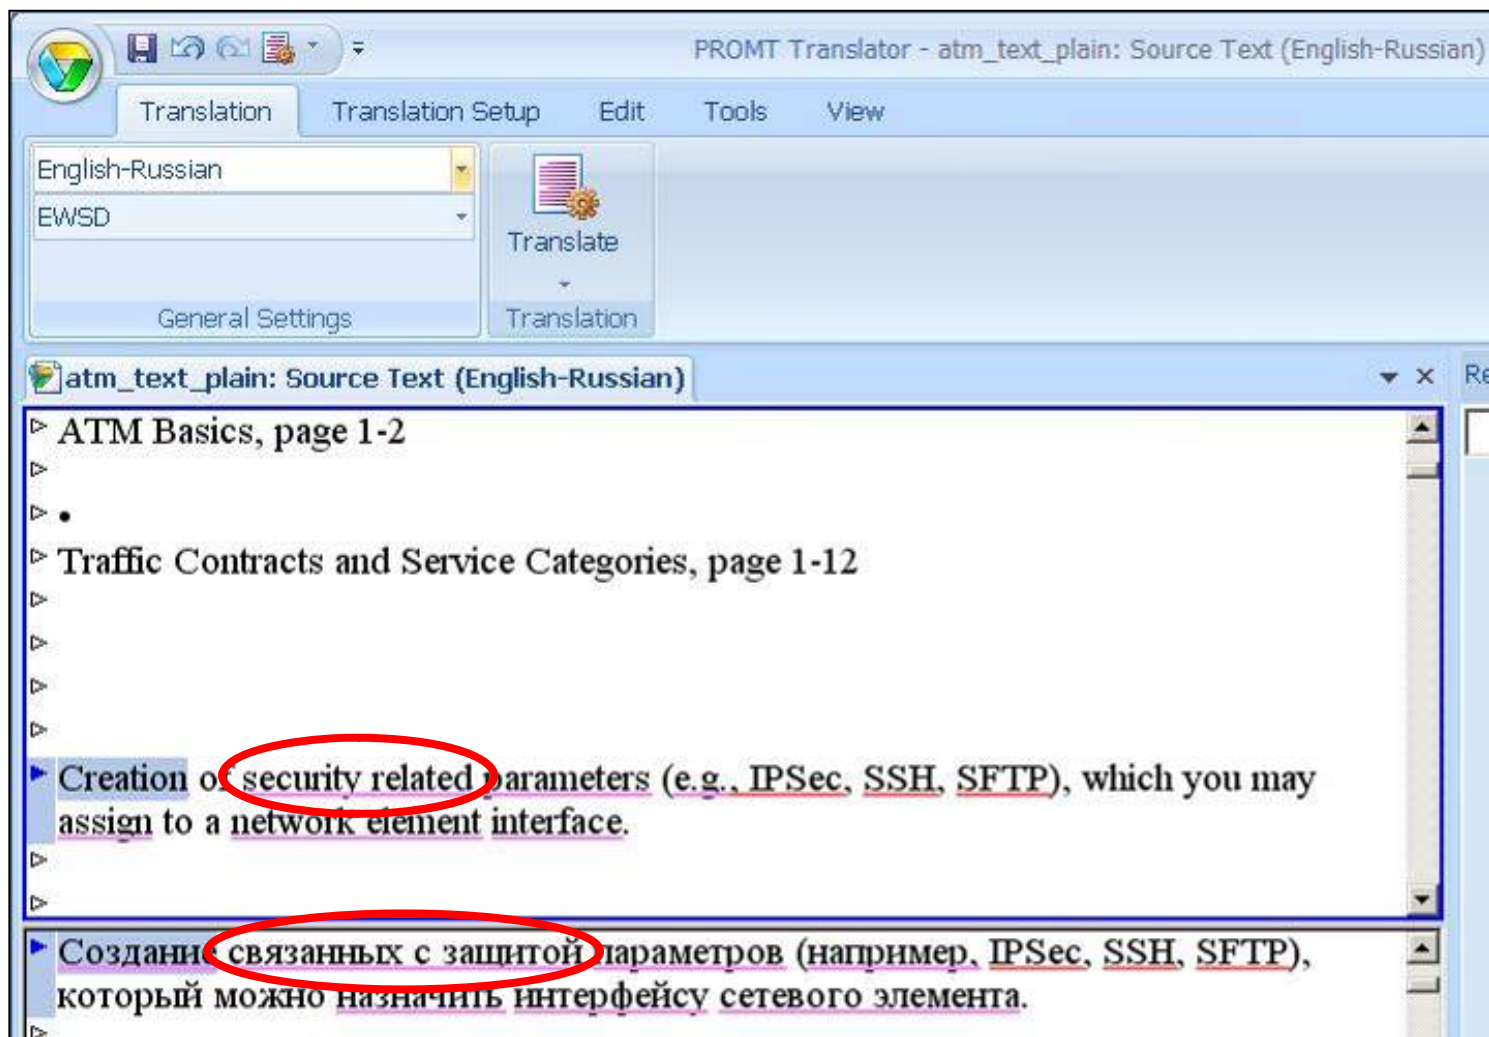 PROMT Translator - atm_text_plain: Source Text (English-Russian)
Translation Translation Setup Edit Tools View
English-Russian
EWSD
Translate
General Settings Translation
atm_text_plain: Source Text (English-Russian)
ATM Basics, page 1-2
•
Traffic Contracts and Service Categories, page 1-12
Creation of security related parameters (e.g., IPSec, SSH, SFTP), which you may
assign to a network element interface.
Создание связанных с защитой параметров (например, IPSec, SSH, SFTP),
который можно назначить интерфейсу сетевого элемента.